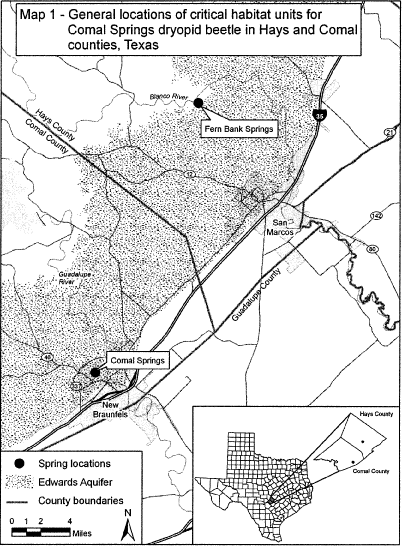 Map 1 - General locations of critical habitat units for
Comal Springs dryopid beetle in Hays and Comal
counties, Texas
Blanco River
Fern Bank Springs
35
21
Hays County
Comal County
12
San
Marcos
142
80
Guadalupe
River
Guadalupe County
46
Comal Springs
337
New
Braunfels
Hays County
Comal County
Spring locations
Edwards Aquifer
County boundaries
0 1 2 4
Miles
N